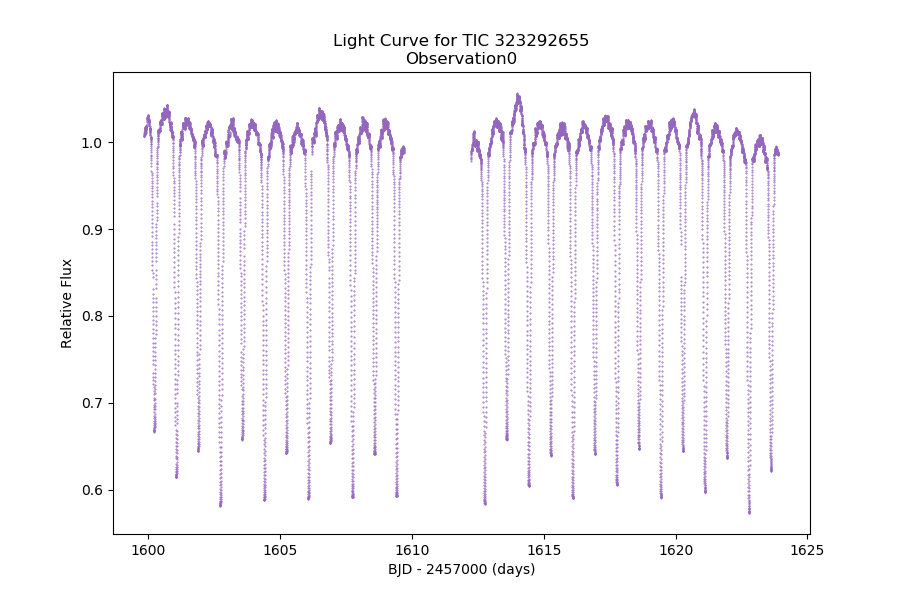 Light Curve for TIC 323292655
Observation0
1.0
0.9
0.8
0.7
0.6
Relative Flux
1600
1605
1610
1615
1620
1625
BJD - 2457000 (days)